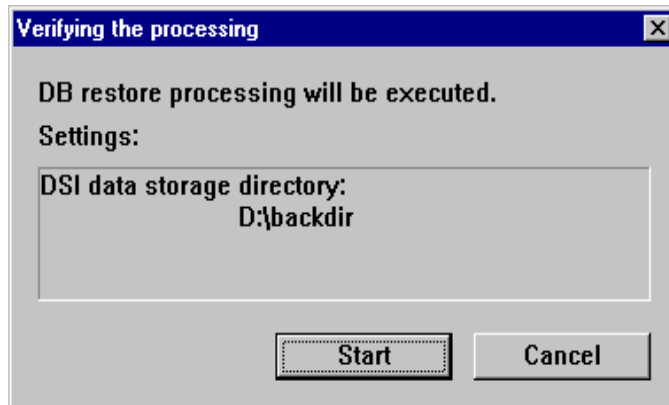 Verifying the processing
DB restore processing will be executed.
Settings:
DSI data storage directory:
D:\backdir
Start
Cancel